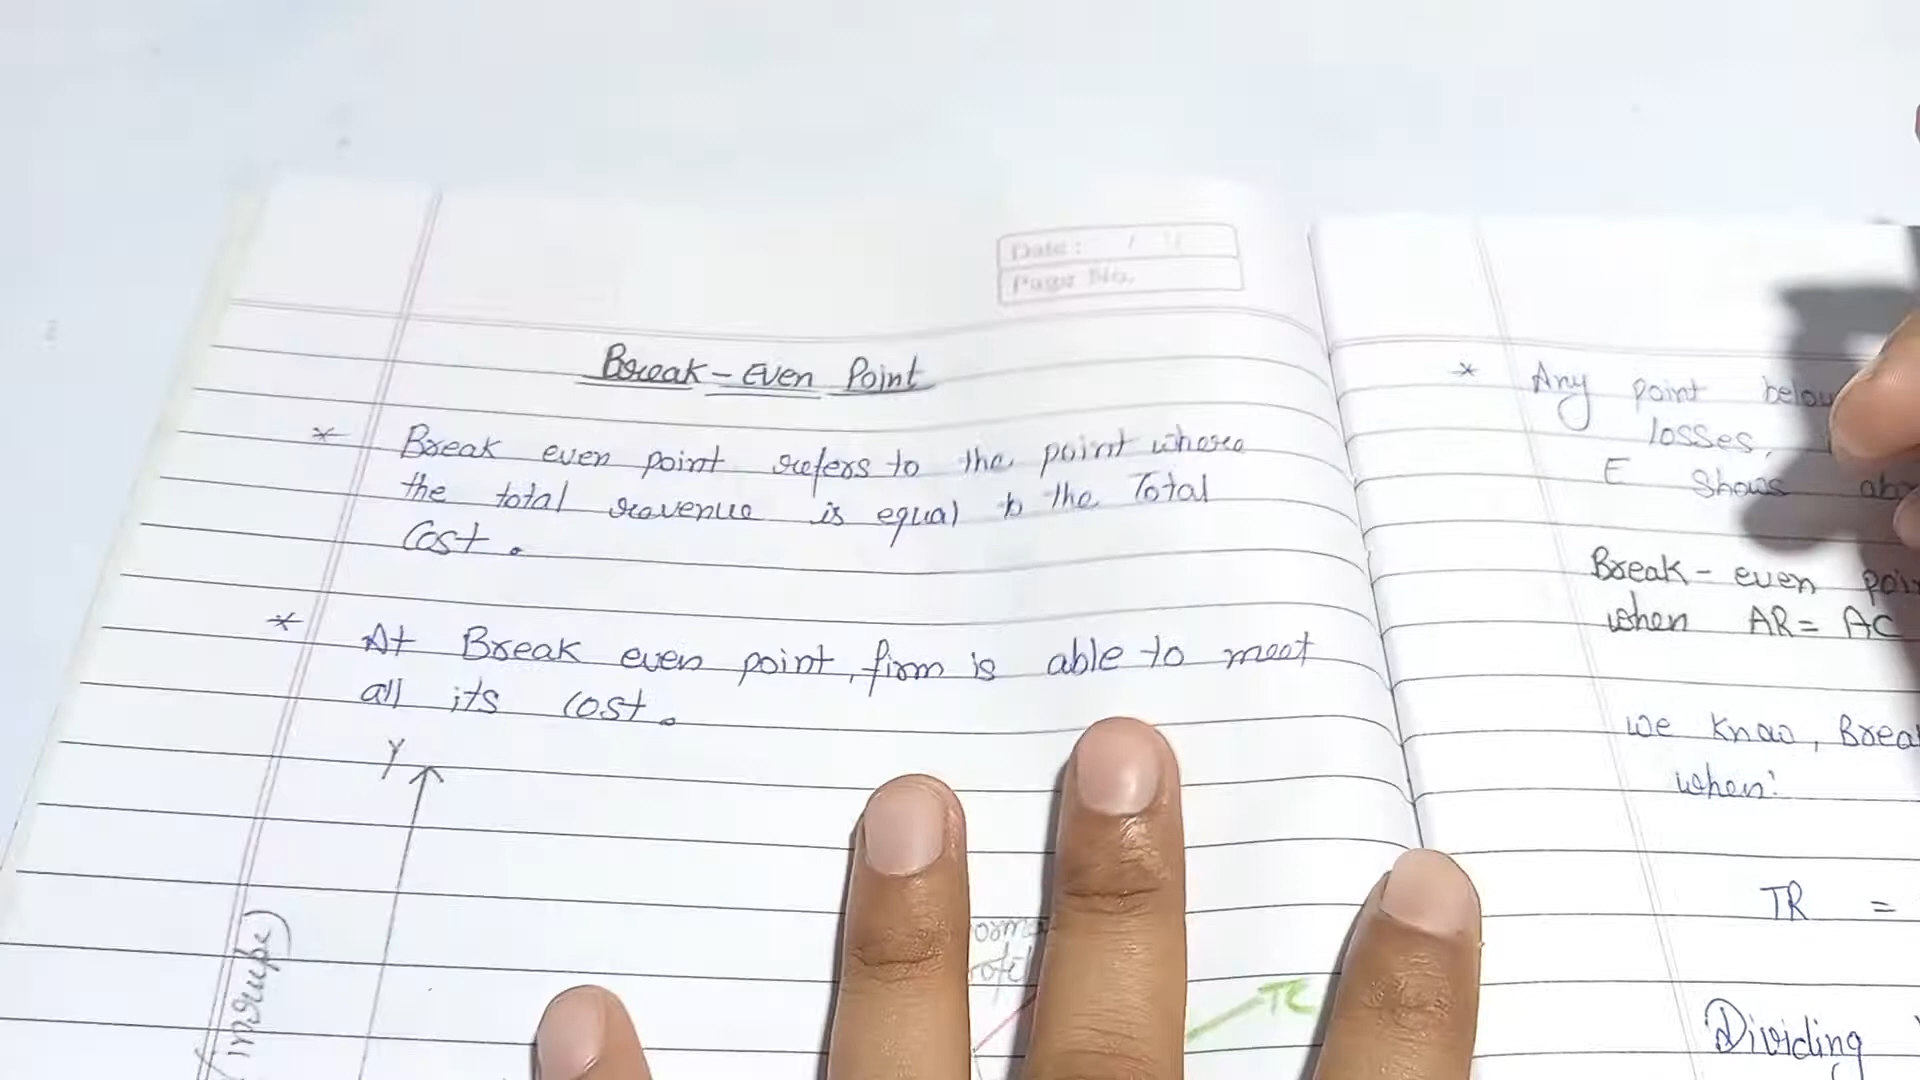 Date: / /
Page No.
Break-Even Point
* Break even point refers to the point where
the total revenue is equal to the Total
Cost.
* At Break even point, firm is able to meet
all its cost.
Y
in rupe)
TC
* Any point
losses,
E shows
Break-even
when AR= AC
we know,
when:
TR =
Dividing